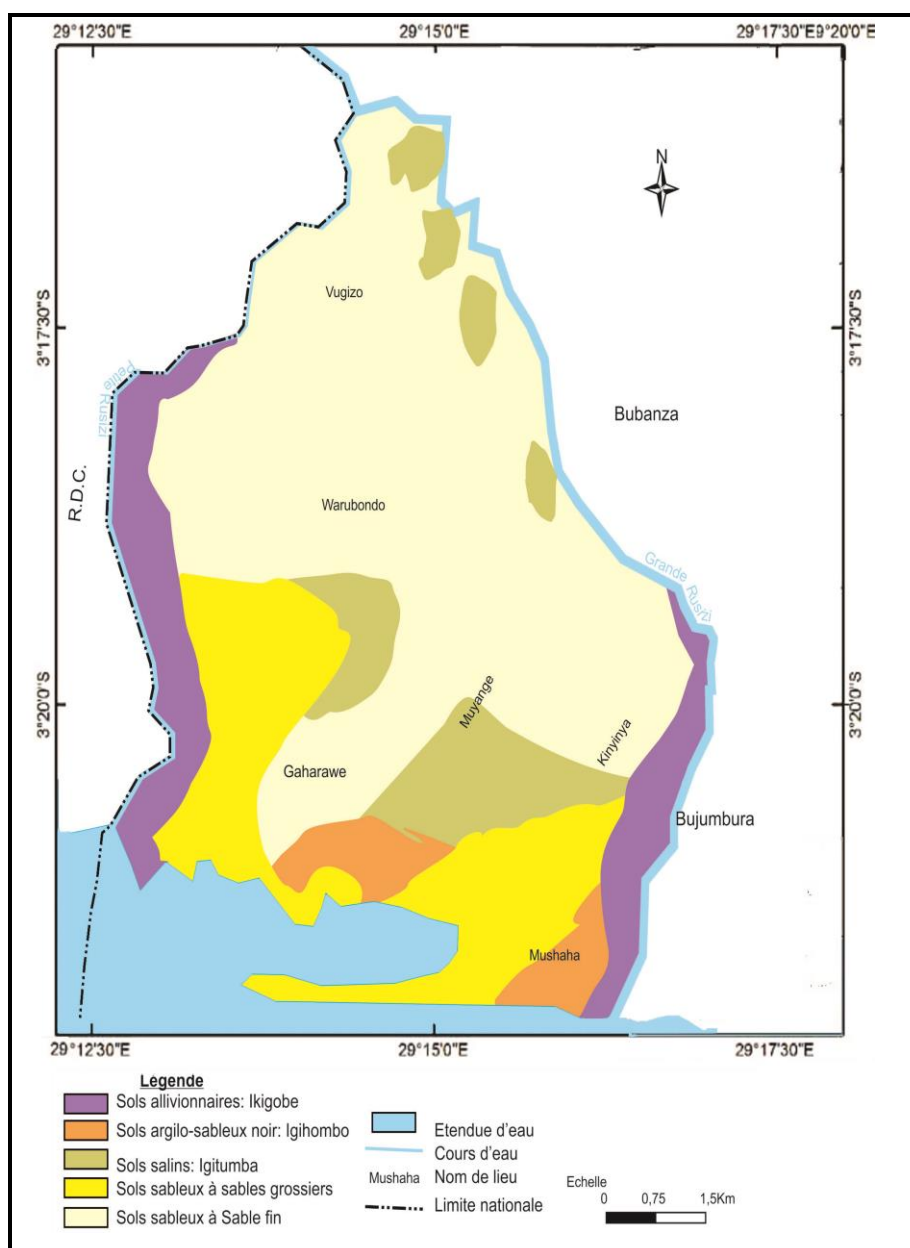 29°12'30"E 29°15'0"E 29°17'30"E9°20'0"E
N
Vugizo
3°17'30"S 3°17'30"S
Petite Rusizi
Bubanza
R.D.C.
Warubondo
Grande Rusizi
Muyange
3°20'0"S 3°20'0"S
Kinyinya
Gaharawe
Bujumbura
Mushaha
29°12'30"E 29°15'0"E 29°17'30"E
Légende
Sols allivionnaires: Ikigobe
Sols argilo-sableux noir: Igihombo
Sols salins: Igitumba
Sols sableux à sables grossiers
Sols sableux à Sable fin
Etendue d'eau
Cours d'eau
Mushaha Nom de lieu
Limite nationale
Echelle
0 0,75 1,5Km